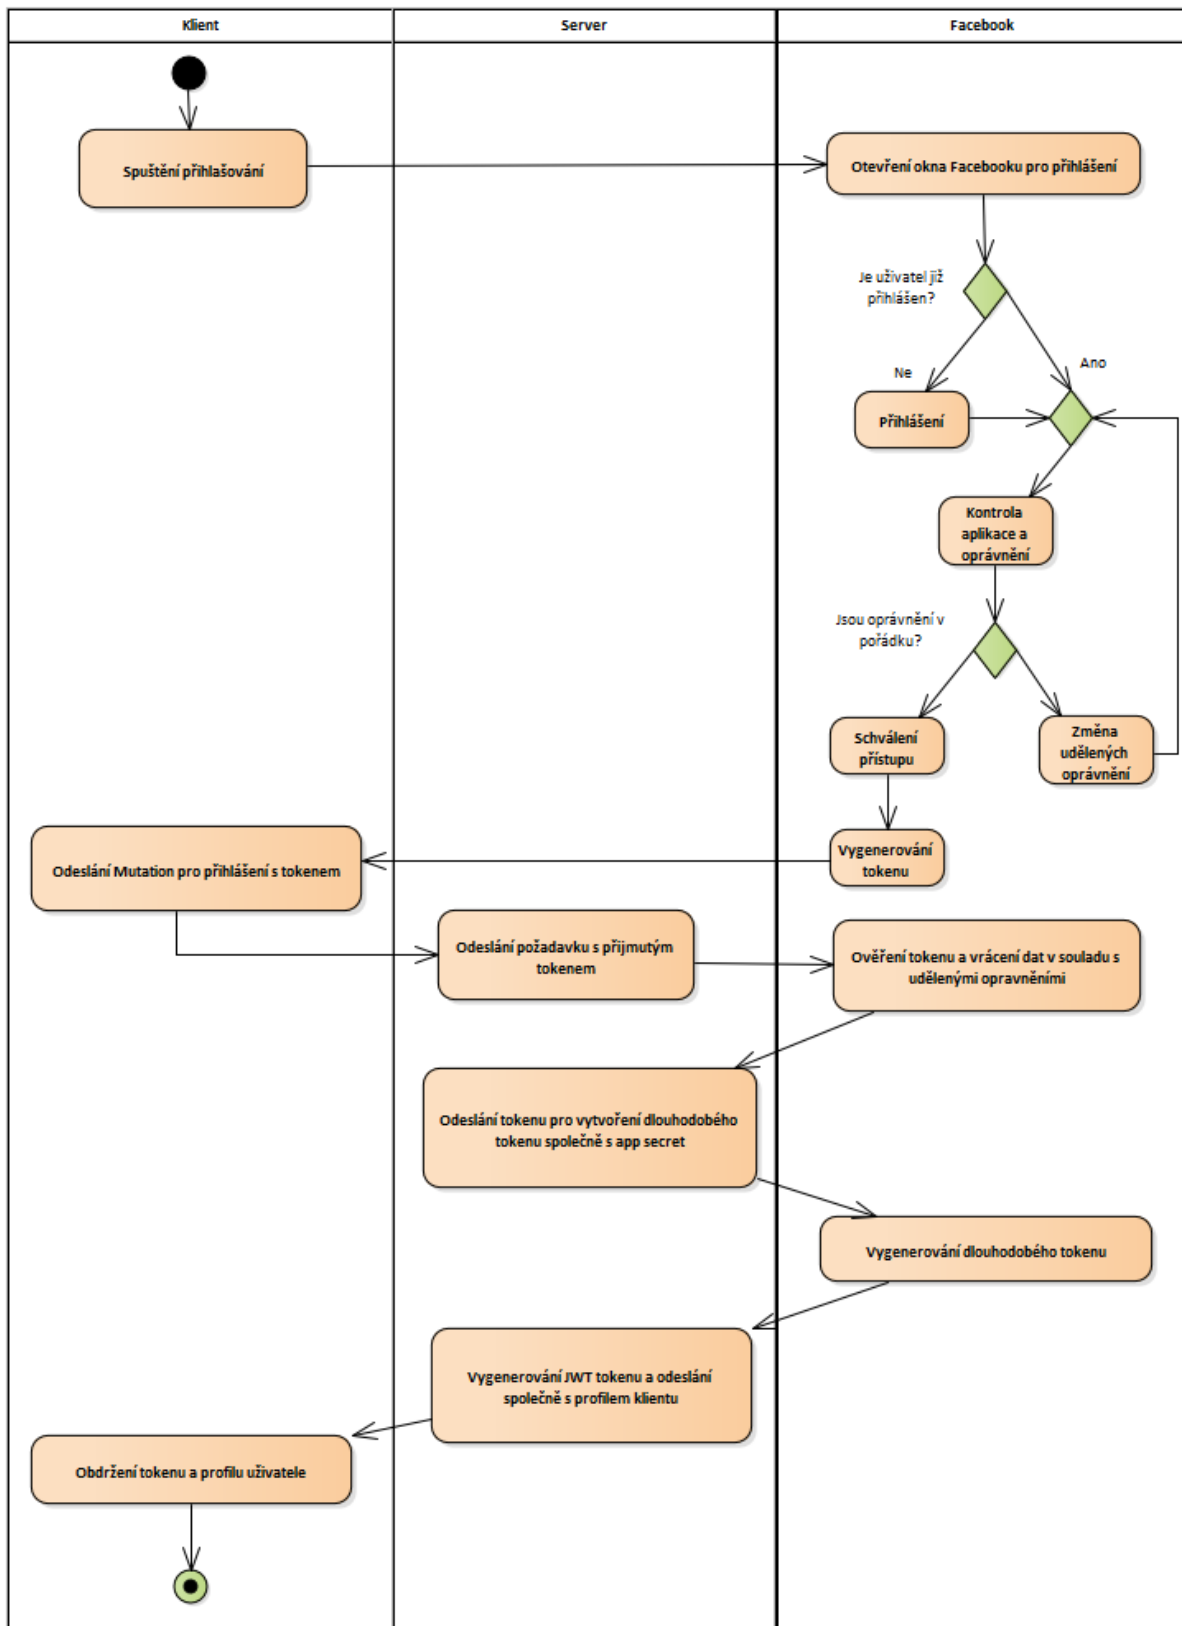 Klient
Server
Facebook
Spuštění přihlašování
Otevření okna Facebooku pro přihlášení
Je uživatel již
přihlášen?
Ne
Ano
Přihlášení
Kontrola
aplikace a
oprávnění
Jsou oprávnění v
pořádku?
Schválení
přístupu
Změna
udělených
oprávnění
Vygenerování
tokenu
Odeslání Mutation pro přihlášení s tokenem
Odeslání požadavku s přijmutým
tokenem
Ověření tokenu a vrácení dat v souladu s
udělenými opravněními
Odeslání tokenu pro vytvoření dlouhodobého
tokenu společně s app secret
Vygenerování dlouhodobého tokenu
Vygenerování JWT tokenu a odeslání
společně s profilem klientu
Obdržení tokenu a profilu uživatele